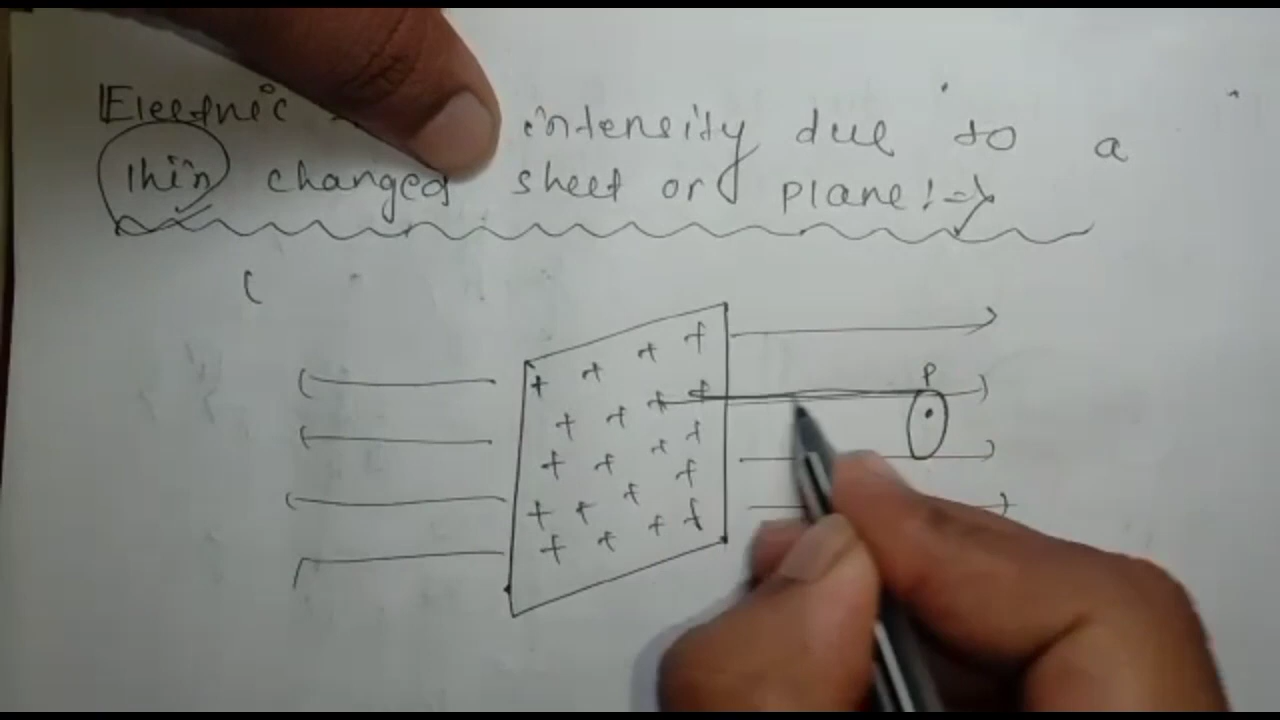 Electric intensity due to a
thin charged sheet or plane!⇒
P